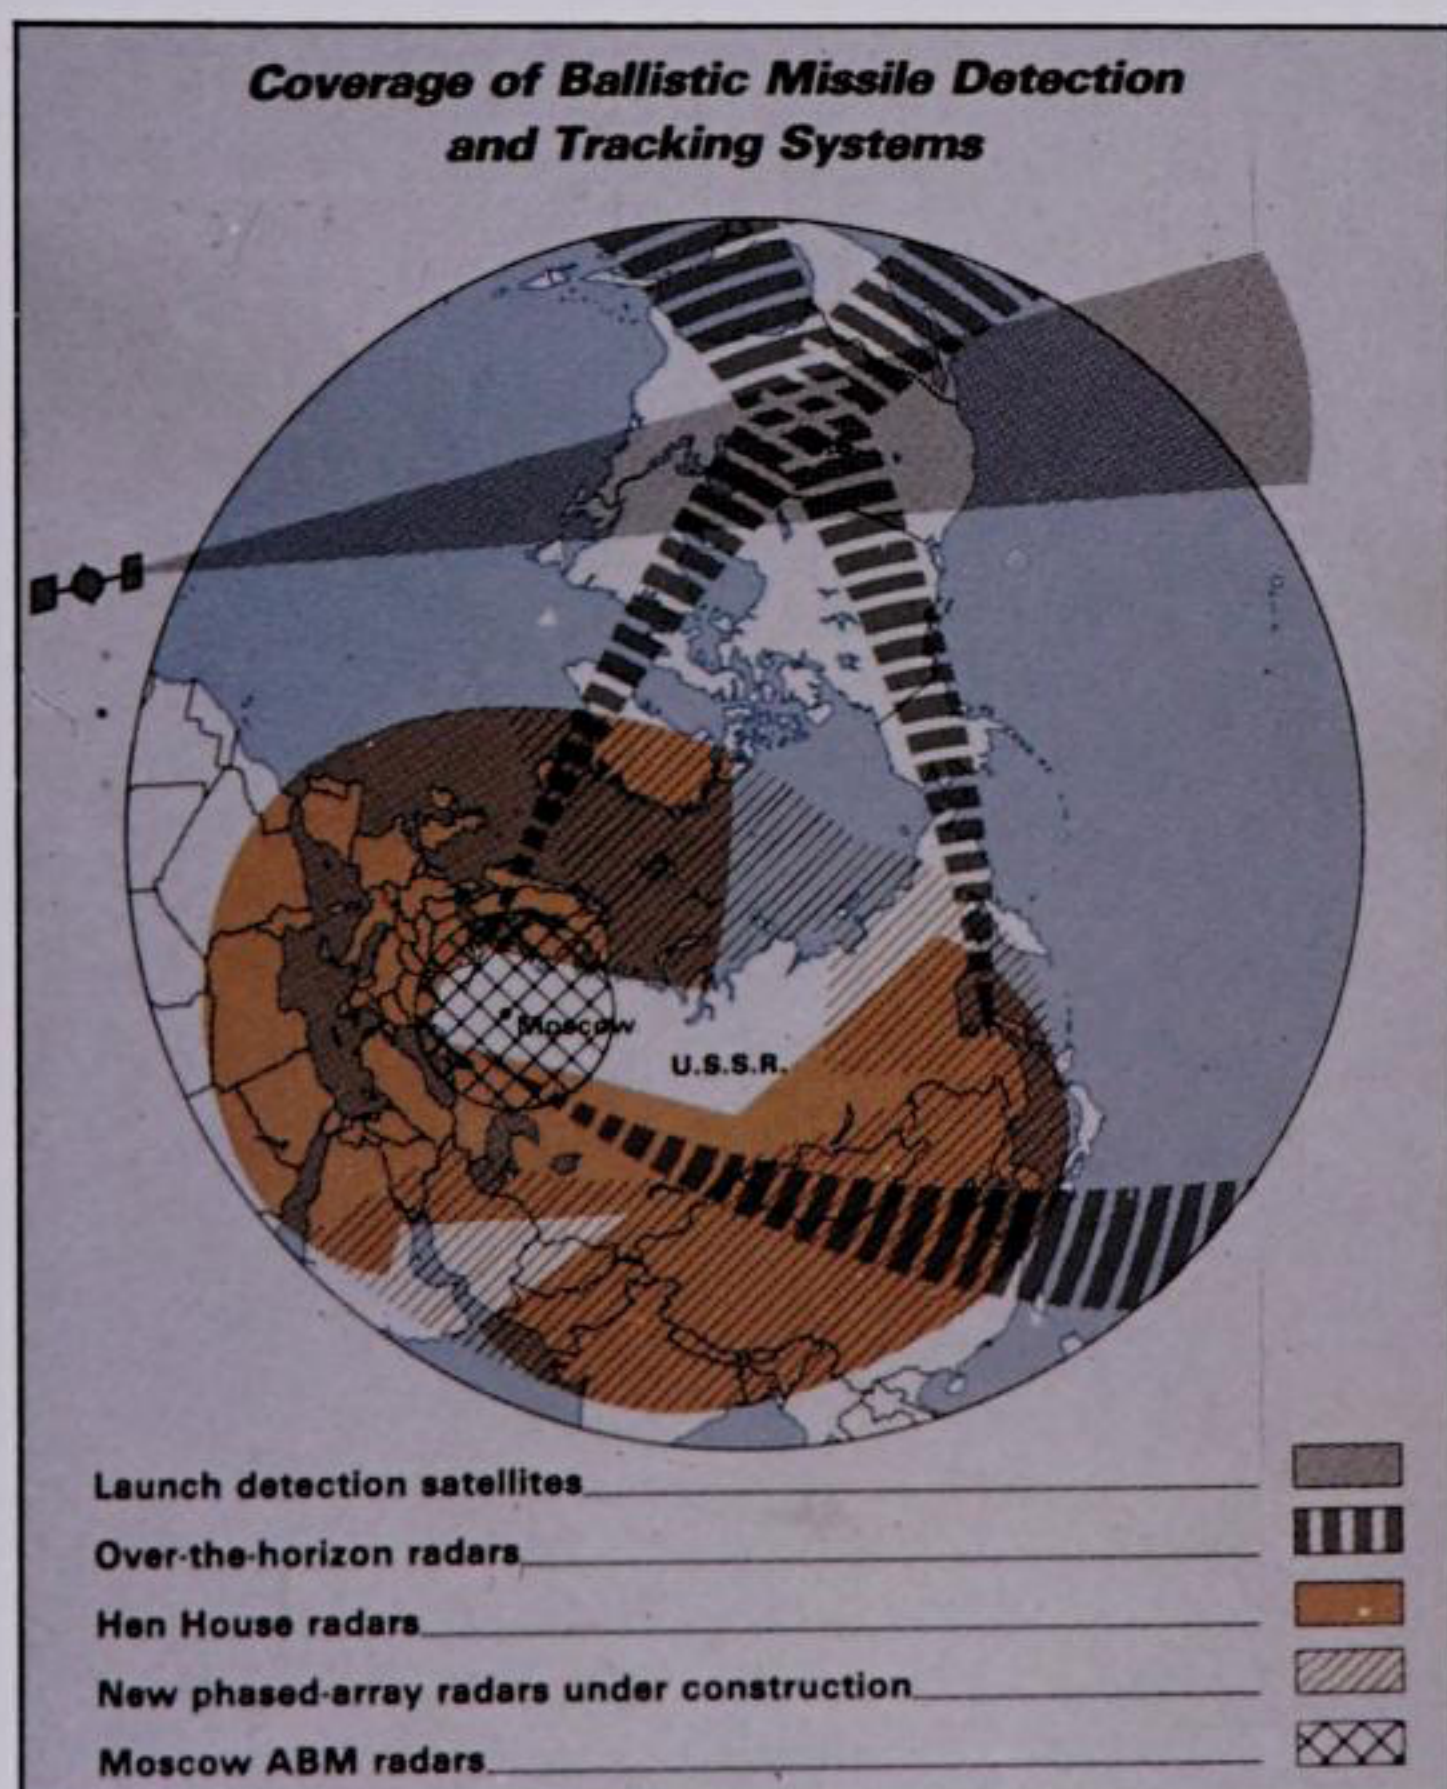 Coverage of Ballistic Missile Detection
and Tracking Systems
Moscow
U.S.S.R.
Launch detection satellites
Over-the-horizon radars
Hen House radars
New phased-array radars under construction
Moscow ABM radars